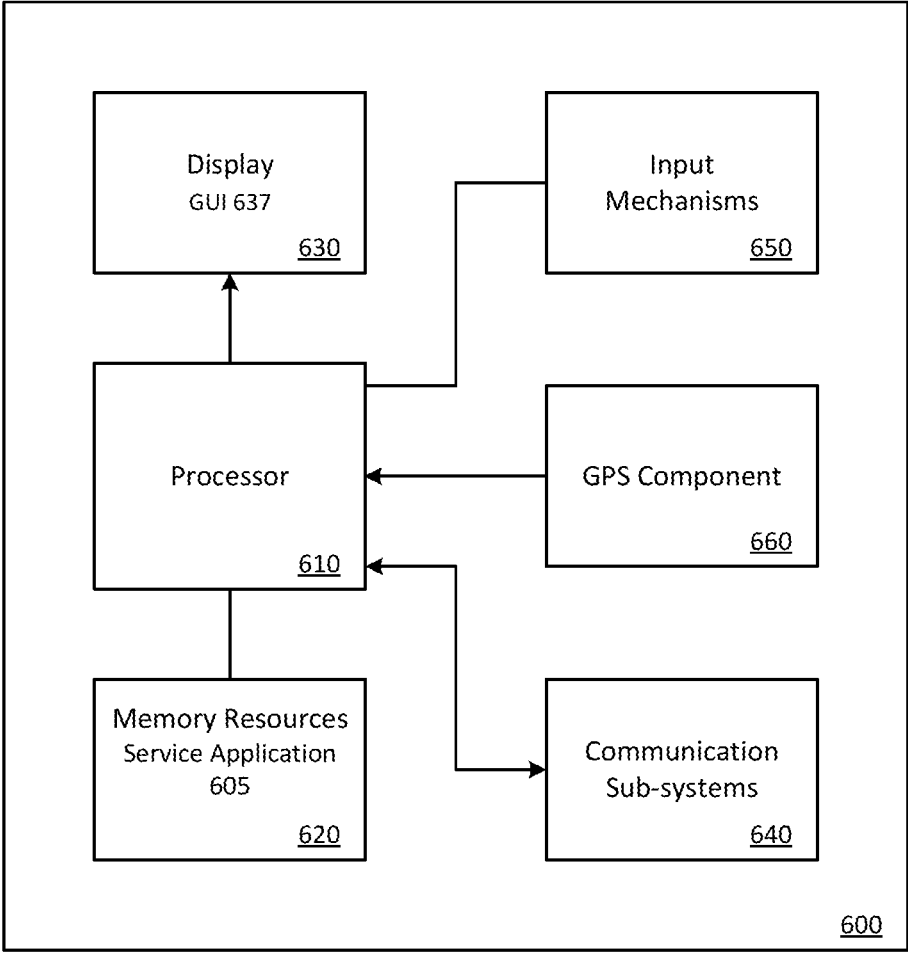 Display
GUI 637
630
Input
Mechanisms
650
Processor
610
GPS Component
660
Memory Resources
Service Application
605
620
Communication
Sub-systems
640
600